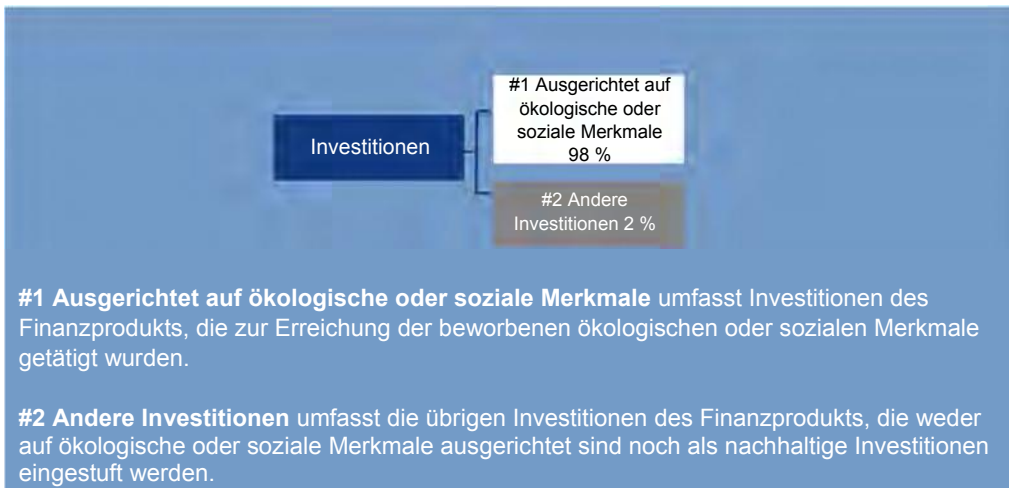 #1 Ausgerichtet auf
ökologische oder
soziale Merkmale
98 %
Investitionen
#2 Andere
Investitionen 2 %
#1 Ausgerichtet auf ökologische oder soziale Merkmale umfasst Investitionen des
Finanzprodukts, die zur Erreichung der beworbenen ökologischen oder sozialen Merkmale
getätigt wurden.
#2 Andere Investitionen umfasst die übrigen Investitionen des Finanzprodukts, die weder
auf ökologische oder soziale Merkmale ausgerichtet sind noch als nachhaltige Investitionen
eingestuft werden.